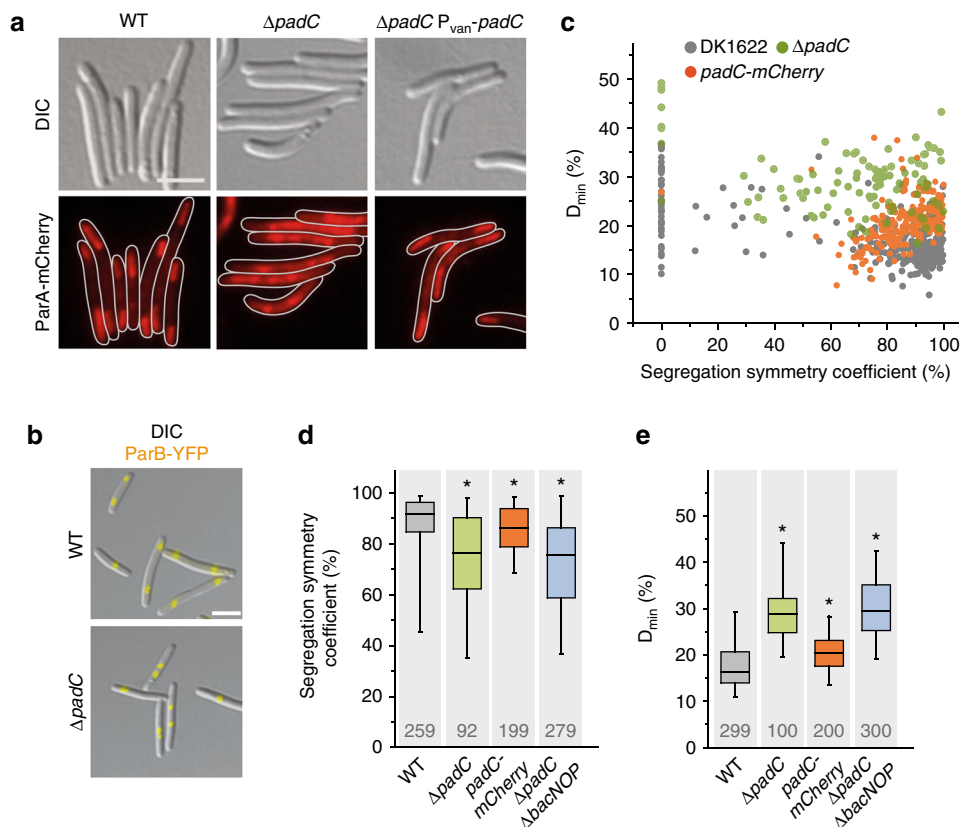 a
WT
ΔpadC
ΔpadC Pvan-padC
DIC
ParA-mCherry
b
DIC
ParB-YFP
WT
ΔpadC
c
DK1622
ΔpadC
padC-mCherry
Dmin (%)
50
40
30
20
10
0
0 20 40 60 80 100
Segregation symmetry coefficient (%)
d
Segregation symmetry
coefficient (%)
100
80
60
40
20
0
* * *
259 92 199 279
WT
ΔpadC
padC-
mCherry
ΔpadC
ΔbacNOP
e
Dmin (%)
50
40
30
20
10
0
* * *
299 100 200 300
WT
ΔpadC
padC-
mCherry
ΔpadC
ΔbacNOP